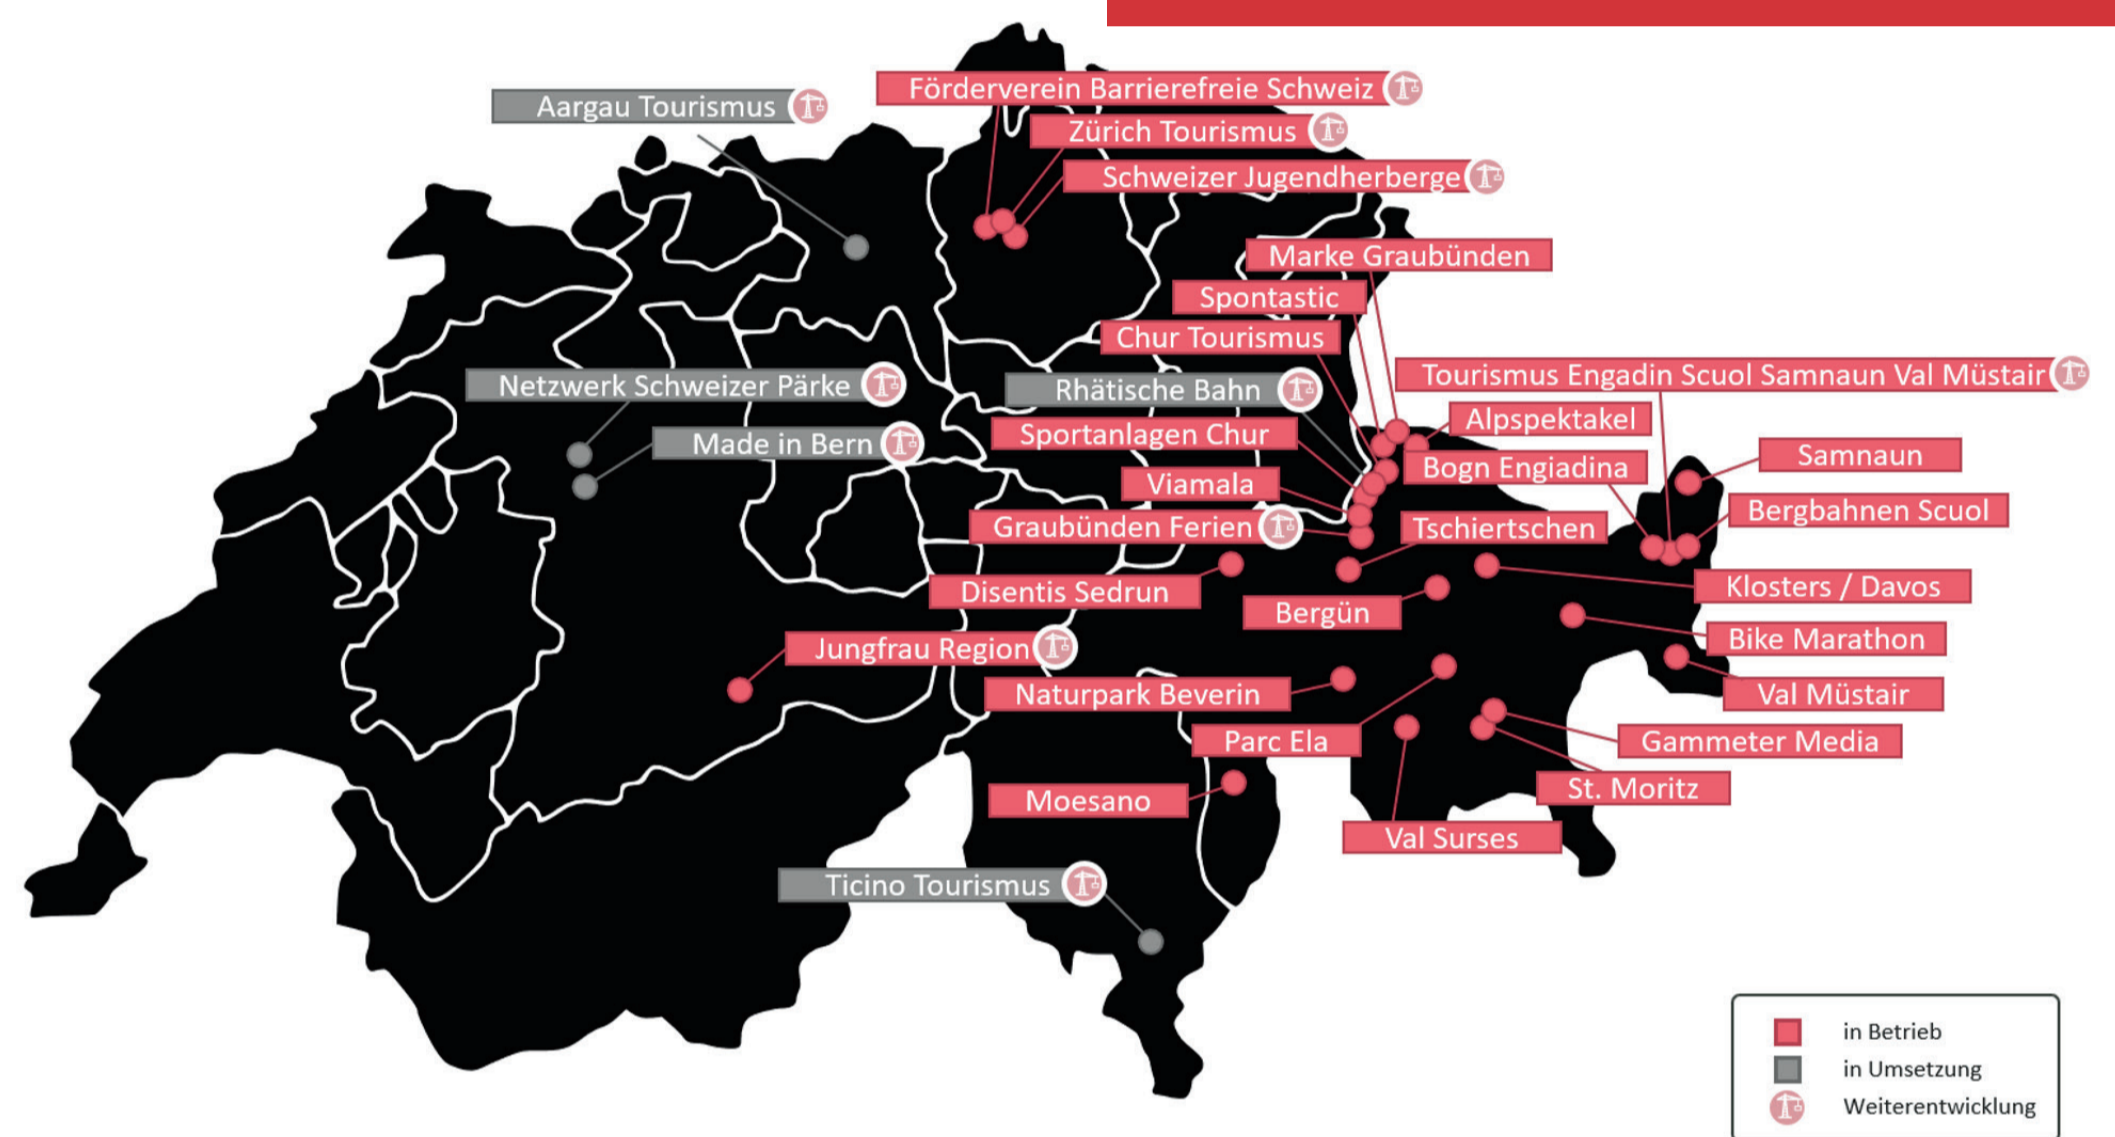 Förderverein Barrierefreie Schweiz
Aargau Tourismus
Zürich Tourismus
Schweizer Jugendherberge
Marke Graubünden
Spontastic
Chur Tourismus
Tourismus Engadin Scuol Samnaun Val Müstair
Netzwerk Schweizer Pärke
Rhätische Bahn
Alpspektakel
Sportanlagen Chur
Made in Bern
Samnaun
Bogn Engiadina
Viamala
Bergbahnen Scuol
Graubünden Ferien
Tschiertschen
Disentis Sedrun
Klosters / Davos
Bergün
Bike Marathon
Jungfrau Region
Naturpark Beverin
Val Müstair
Parc Ela
Gammeter Media
St. Moritz
Moesano
Val Surses
Ticino Tourismus
in Betrieb
in Umsetzung
Weiterentwicklung